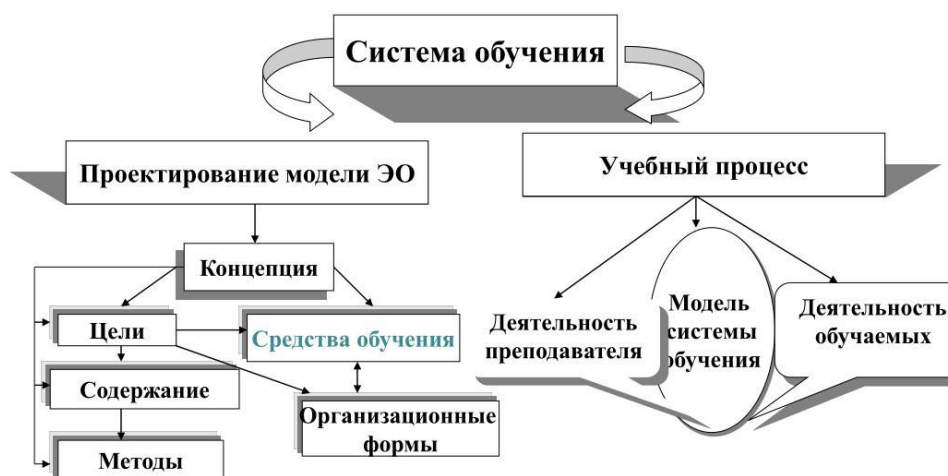 Система обучения
Проектирование модели ЭО
Учебный процесс
Концепция
Цели
Средства обучения
Содержание
Организационные
формы
Методы
Деятельность
преподавателя
Модель
системы
обучения
Деятельность
обучаемых